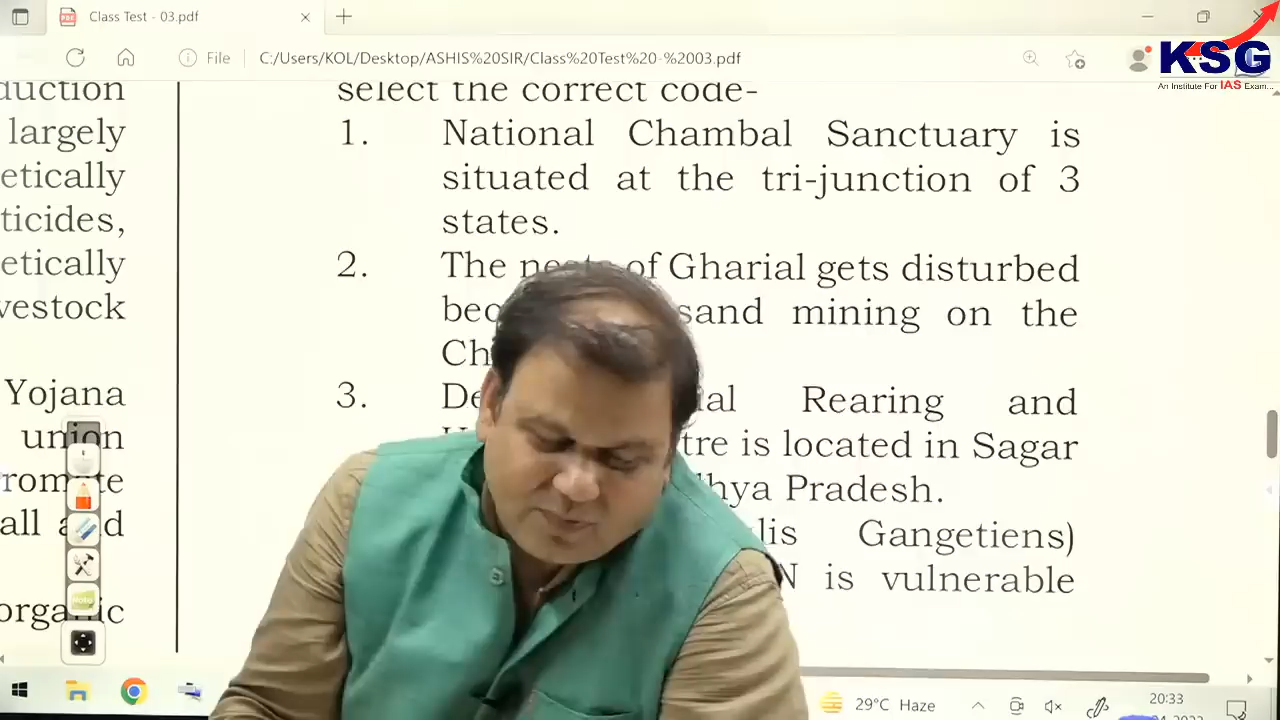 Class Test - 03.pdf
File
C:/Users/KOL/Desktop/ASHIS%20SIR/Class%20Test%20-%2003.pdf
KSG
An Institute For IAS Exam...
duction
largely
etically
ticides,
etically
vestock
Yojana
union
romote
all and
organic
select the correct code-
1. National Chambal Sanctuary is
situated at the tri-junction of 3
states.
2. The nests of Gharial gets disturbed
sand mining on the
3. Rearing and
is located in Sagar
Pradesh.
Gangetiens)
is vulnerable
29°C Haze
20:33